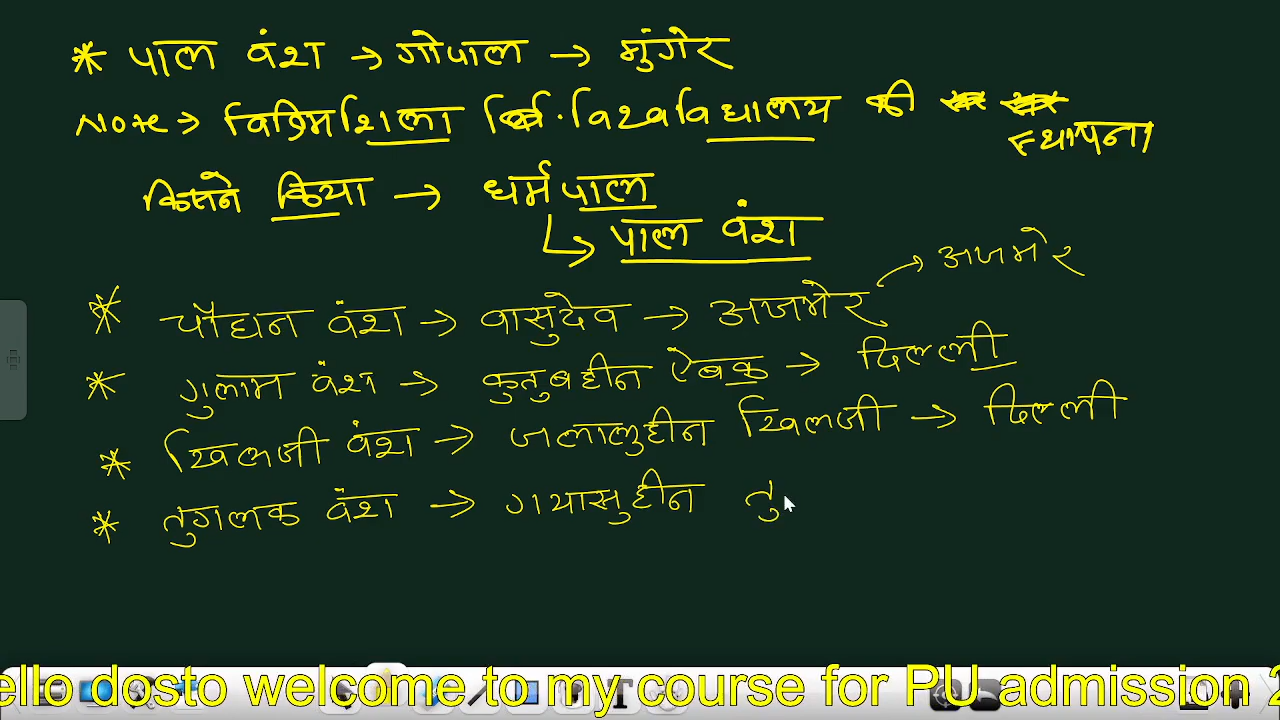 * पाल वंश → गोपाल → मुंगेर
Note → विक्रमशिला विश्वविद्यालय की स्थापना
किसने किया → धर्मपाल
↳ पाल वंश
* चौहान वंश → वासुदेव → अजमेर → अजमेर
* गुलाम वंश → कुतुबद्दीन ऐबक → दिल्ली
* खिलजी वंश → जलालुद्दीन खिलजी → दिल्ली
* तुगलक वंश → गयासुद्दीन तु
ello dosto welcome to my course for PU admission 2